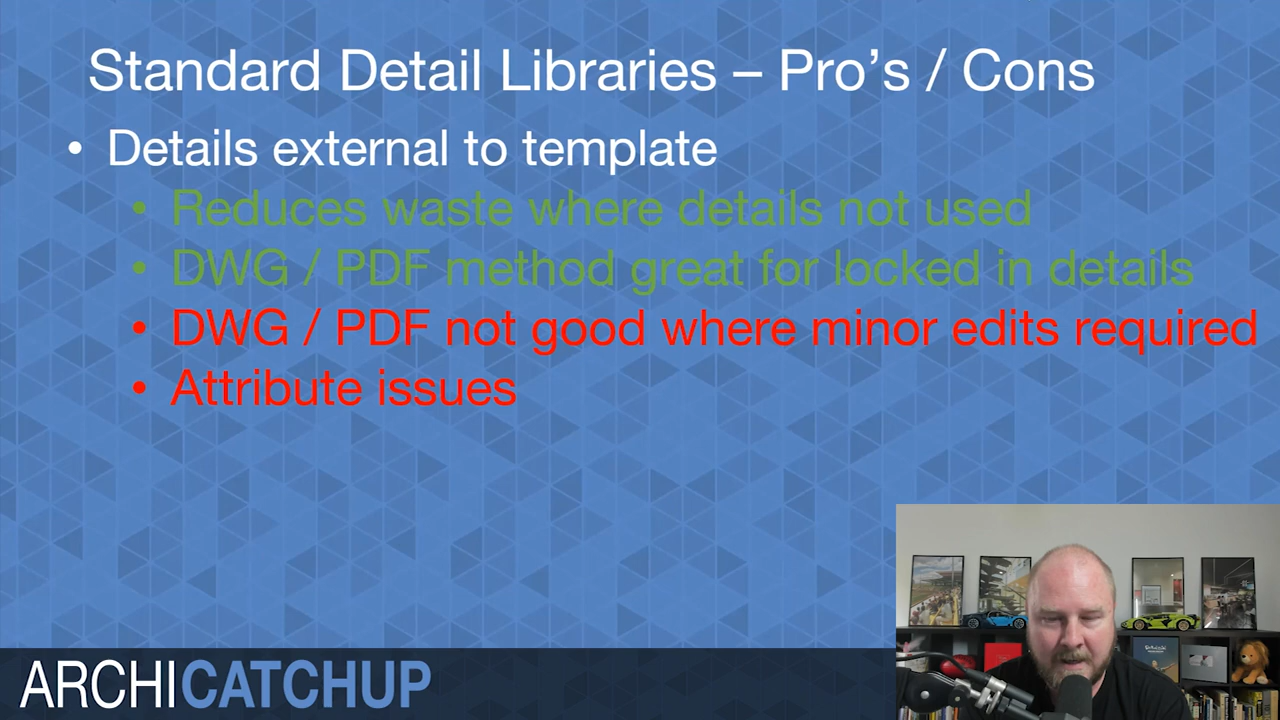 Standard Detail Libraries – Pro’s / Cons
• Details external to template
• Reduces waste where details not used
• DWG / PDF method great for locked in details
• DWG / PDF not good where minor edits required
• Attribute issues
ARCHICATCHUP